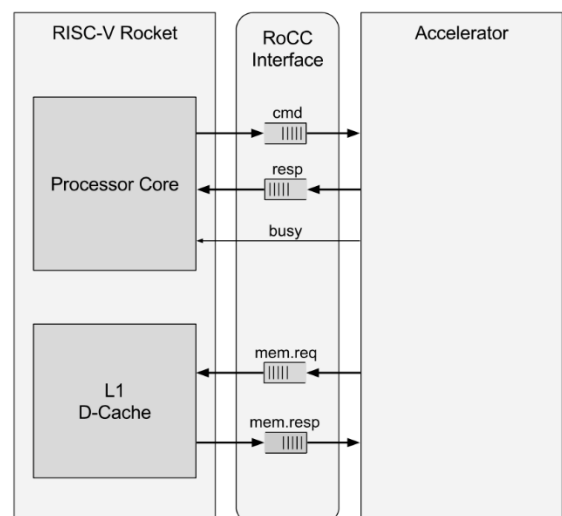 RISC-V Rocket
RoCC
Interface
Accelerator
Processor Core
cmd
resp
busy
L1
D-Cache
mem.req
mem.resp